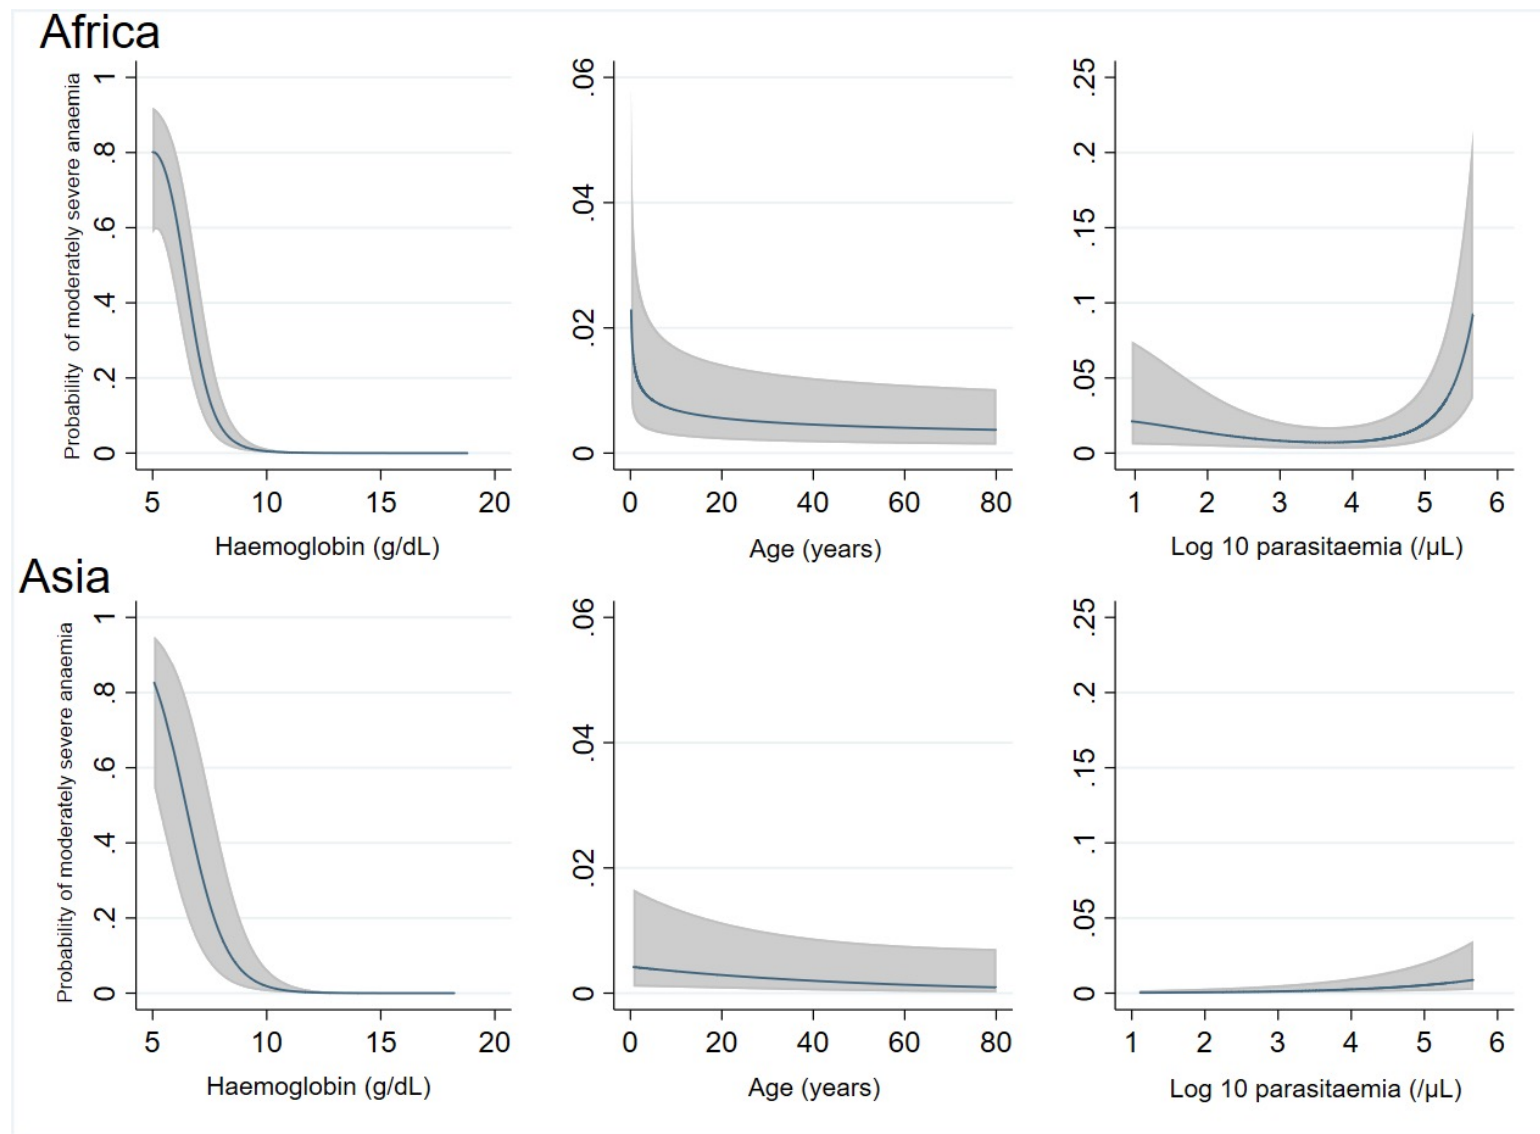 Africa
Probability of moderately severe anaemia
0 .2 .4 .6 .8 1
5 10 15 20
Haemoglobin (g/dL)
0 .02 .04 .06
0 20 40 60 80
Age (years)
0 .05 .1 .15 .2 .25
1 2 3 4 5 6
Log 10 parasitaemia (/µL)
Asia
Probability of moderately severe anaemia
0 .2 .4 .6 .8 1
5 10 15 20
Haemoglobin (g/dL)
0 .02 .04 .06
0 20 40 60 80
Age (years)
0 .05 .1 .15 .2 .25
1 2 3 4 5 6
Log 10 parasitaemia (/µL)